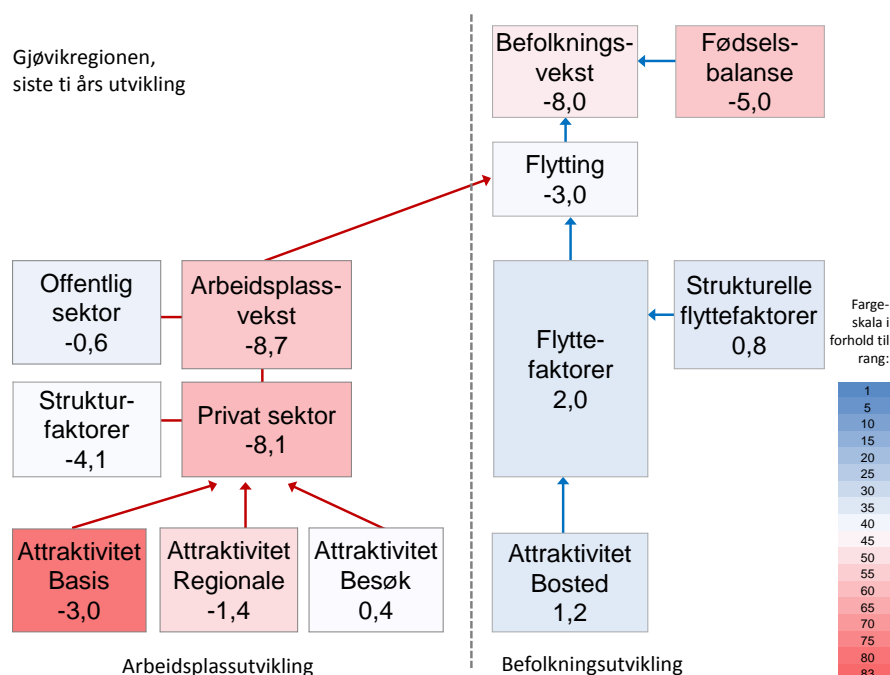 Gjøvikregionen,
siste ti års utvikling
Befolknings-
vekst
-8,0
Fødsels-
balanse
-5,0
Flytting
-3,0
Offentlig
sektor
-0,6
Arbeidsplass-
vekst
-8,7
Flytte-
faktorer
2,0
Strukturelle
flyttefaktorer
0,8
Struktur-
faktorer
-4,1
Privat sektor
-8,1
Attraktivitet
Basis
-3,0
Attraktivitet
Regionale
-1,4
Attraktivitet
Besøk
0,4
Attraktivitet
Bosted
1,2
Arbeidsplassutvikling
Befolkningsutvikling
Farge-
skala i
forhold til
rang:
1
5
10
15
20
25
30
35
40
45
50
55
60
65
70
75
80
83